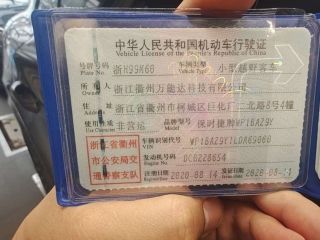 中华人民共和国机动车行驶证
Vehicle License of the People's Republic of China
号牌号码 浙H99K60 车辆类型 小型越野客车
Plate No. Vehicle Type
所有人 浙江衢州万能达科技有限公司
Owner
住址 浙江省衢州市柯城区巨化厂二北路8号4幢
Address
使用性质 非营运 品牌型号 保时捷牌WP1BA29Y
Use Character Model
浙江省衢州市公安局交通警察支队
车辆识别代号
VIN
发动机号码 DCB228654
Engine No.
注册日期 2020-08-14 发证日期 2020-08-14
Register Date Issue Date